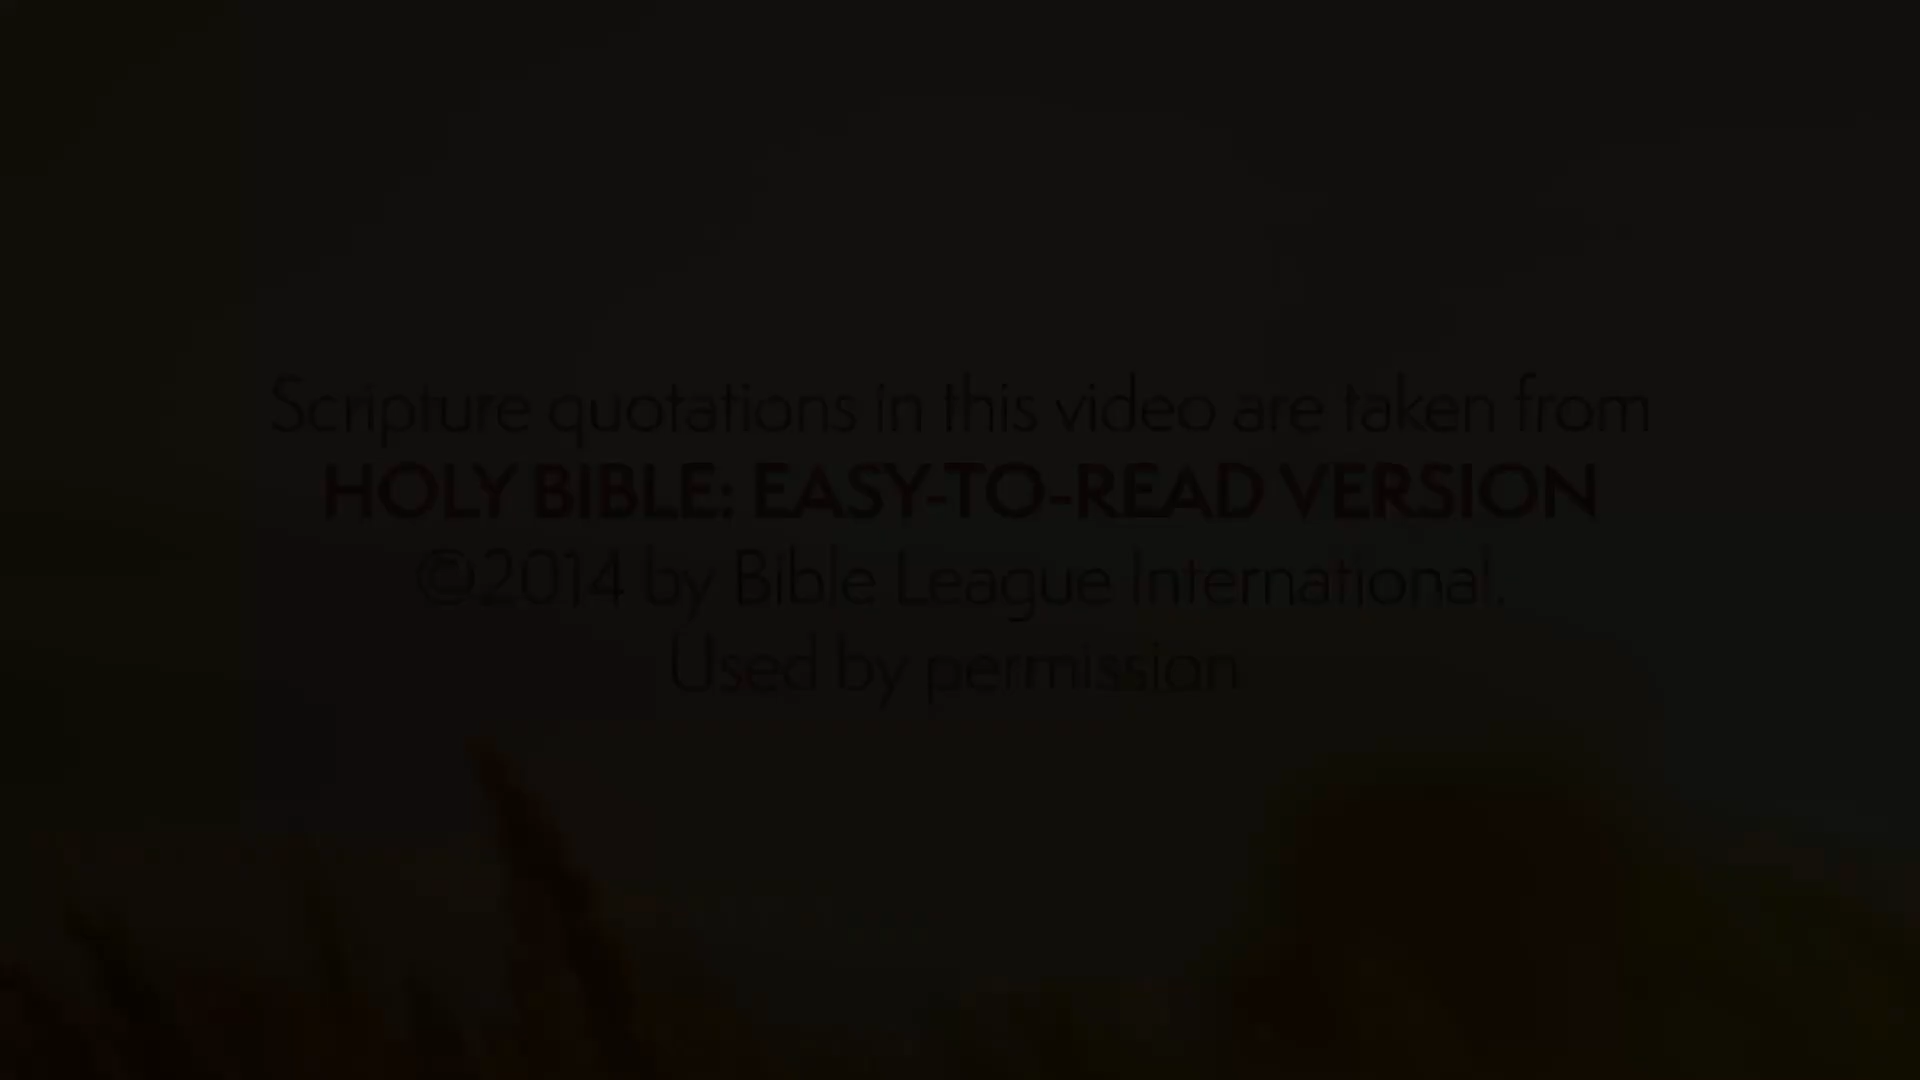 Scripture quotations in this video are taken from
HOLY BIBLE: EASY-TO-READ VERSION
©2014 by Bible League International.
Used by permission